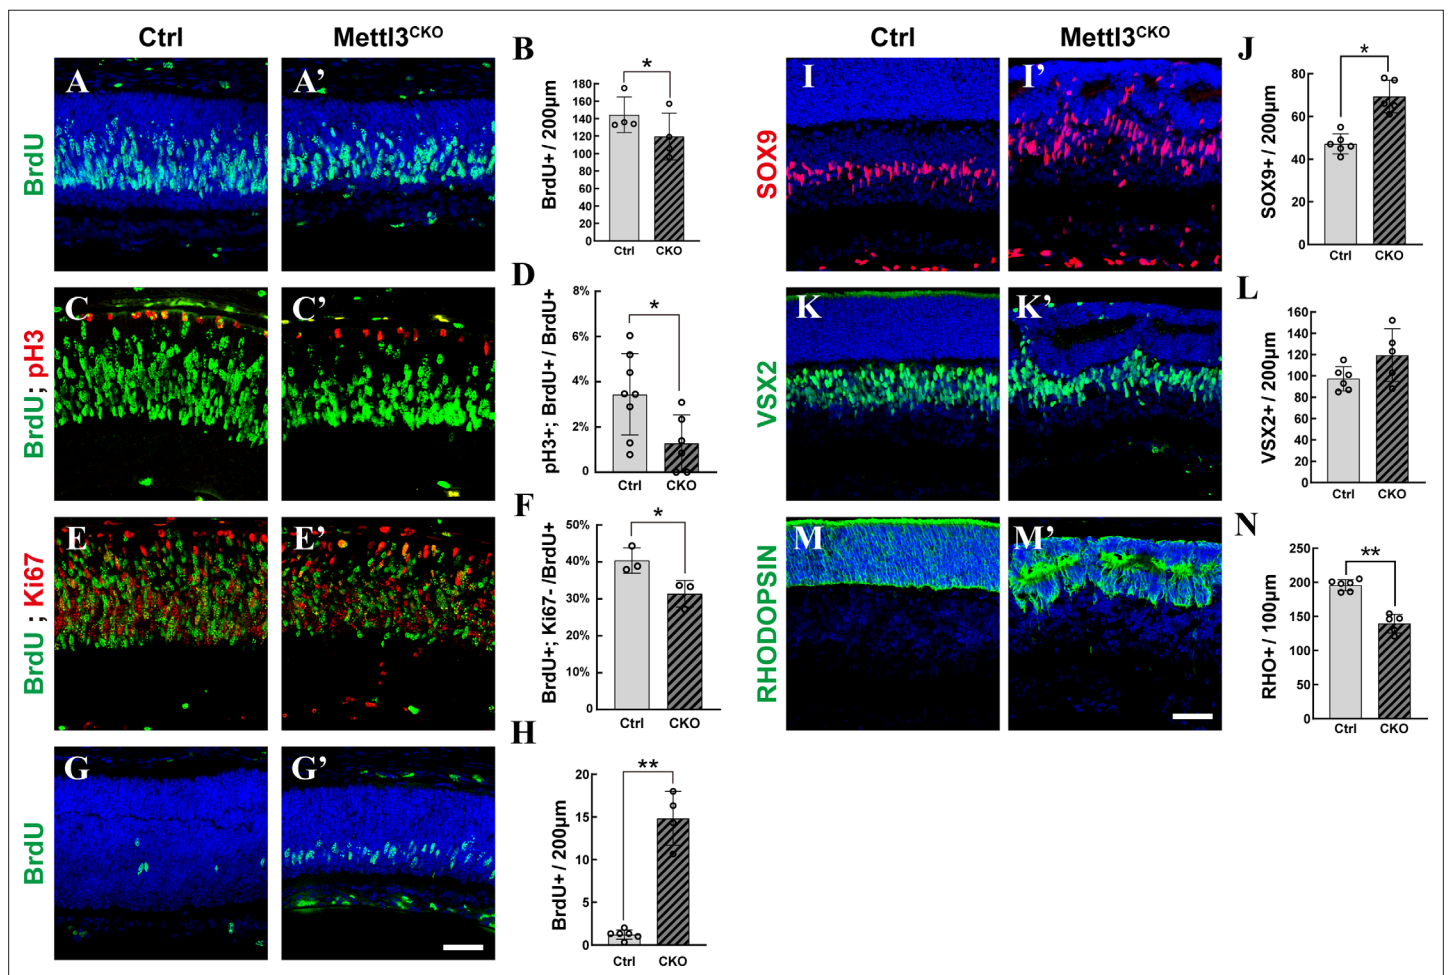 Ctrl
Mettl3CKO
Ctrl
Mettl3CKO
BrdU
A
A’
B
BrdU+ / 200μm
180
160
140
120
100
80
60
40
20
0
*
Ctrl
CKO
BrdU; pH3
C
C’
D
pH3+; BrdU+ / BrdU+
8%
6%
4%
2%
0%
*
Ctrl
CKO
BrdU ; Ki67
E
E’
F
BrdU+; Ki67- /BrdU+
50%
40%
30%
20%
10%
*
Ctrl
CKO
BrdU
G
G’
H
BrdU+ / 200μm
20
15
10
5
0
**
Ctrl
CKO
SOX9
I
I’
J
SOX9+ / 200μm
80
60
40
20
0
*
Ctrl
CKO
VSX2
K
K’
L
VSX2+ / 200μm
160
140
120
100
80
60
40
20
0
Ctrl
CKO
RHODOPSIN
M
M’
N
RHO+ / 100μm
250
200
150
100
50
0
**
Ctrl
CKO